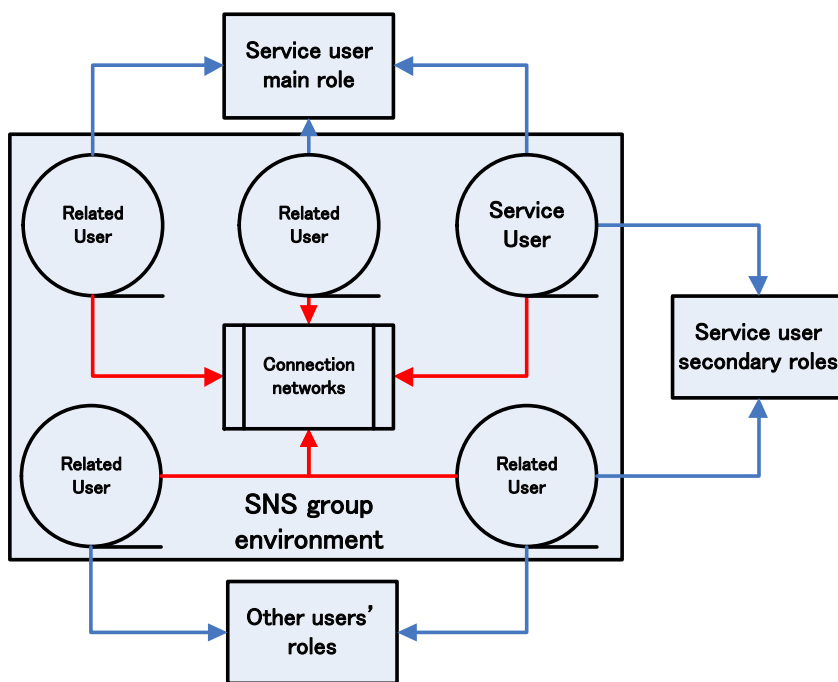 Service user
main role
Related
User
Related
User
Service
User
Service user
secondary roles
Connection
networks
Related
User
Related
User
SNS group
environment
Other users’
roles